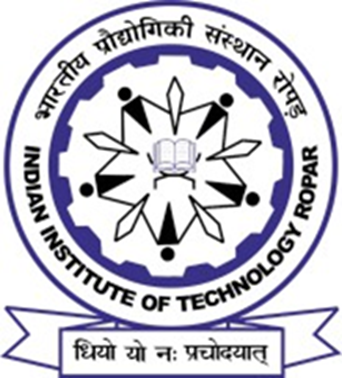 भारतीय प्रौद्योगिकी संस्थान रोपड़
INDIAN INSTITUTE OF TECHNOLOGY ROPAR
धियो यो नः प्रचोदयात्